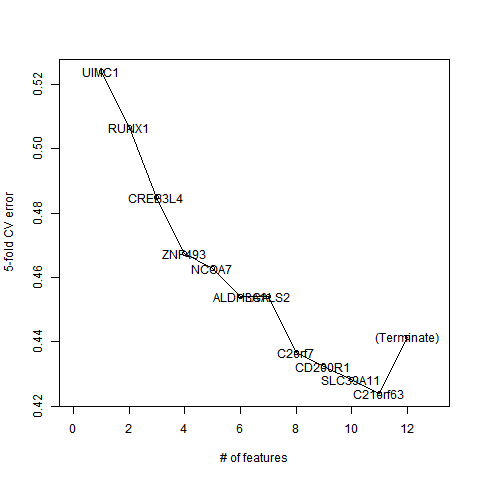 UIMC1
RUNX1
CREB3L4
ZNF493
NCOA7
C2orf7
CD200R1
SLC39A11
C21orf63
(Terminate)
5-fold CV error
0.42
0.44
0.46
0.48
0.50
0.52
0
2
4
6
8
10
12
# of features